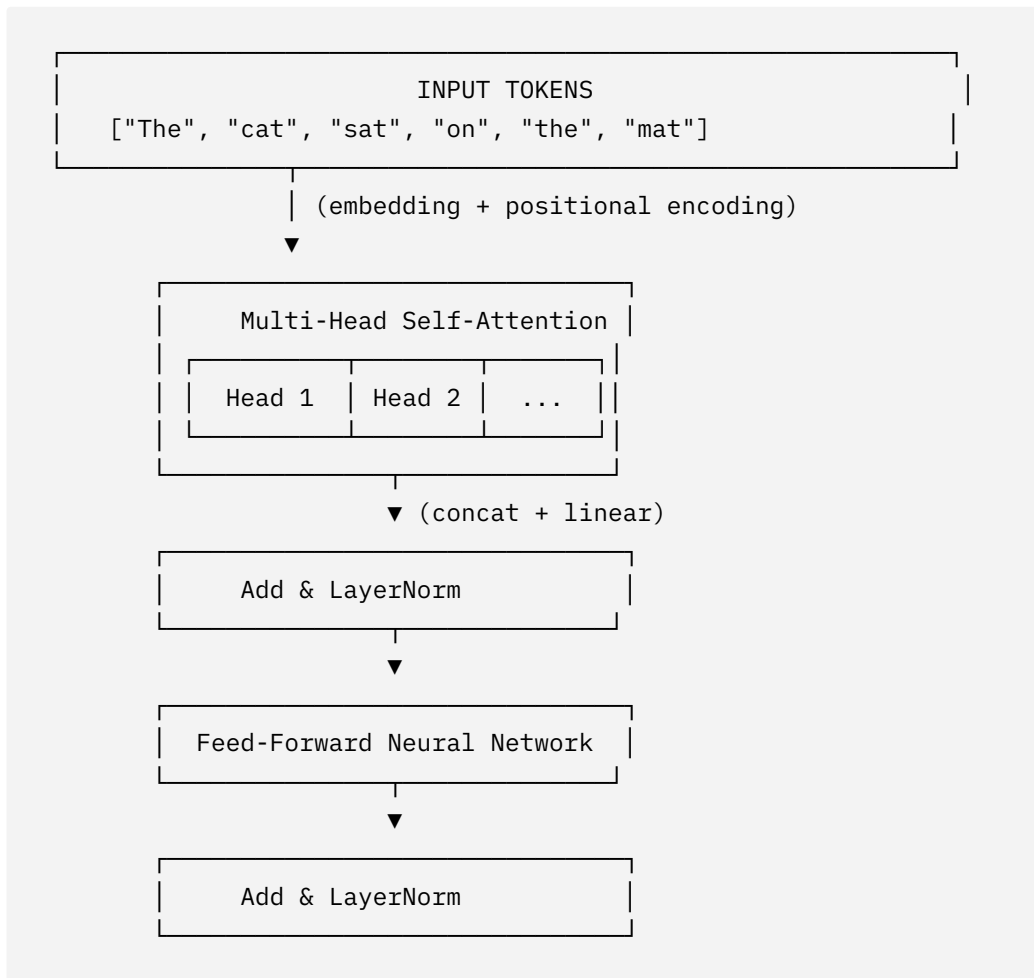 INPUT TOKENS
["The", "cat", "sat", "on", "the", "mat"]
(embedding + positional encoding)
Multi-Head Self-Attention
Head 1 Head 2 ...
(concat + linear)
Add & LayerNorm
Feed-Forward Neural Network
Add & LayerNorm